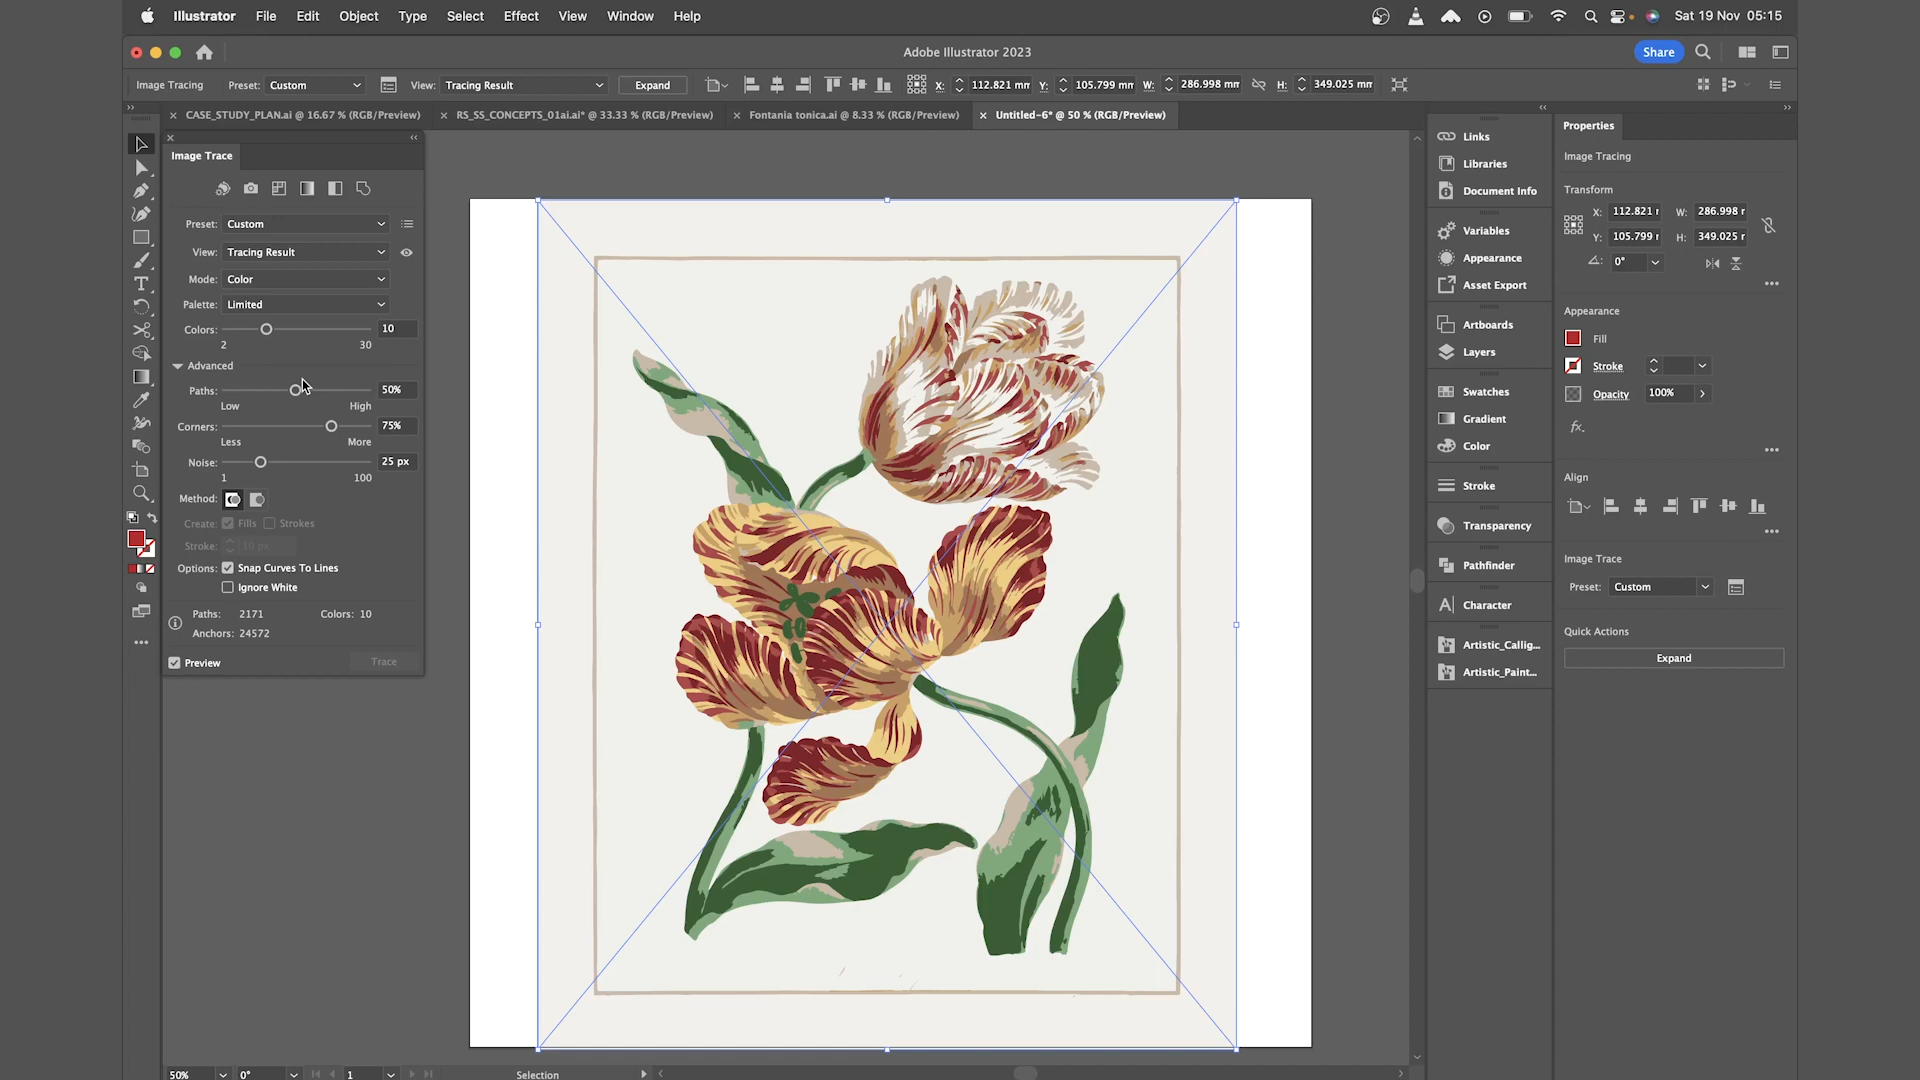 Illustrator File Edit Object Type Select Effect View Window Help Sat 19 Nov 05:15
Adobe Illustrator 2023 Share
Image Tracing Preset: Custom View: Tracing Result Expand X: 112.821 mm Y: 105.799 mm W: 286.998 mm H: 349.025 mm
CASE_STUDY_PLAN.ai @ 16.67 % (RGB/Preview) RS_SS_CONCEPTS_01ai.ai* @ 33.33 % (RGB/Preview) Fontania tonica.ai @ 8.33 % (RGB/Preview) Untitled-6* @ 50 % (RGB/Preview)
Image Trace
Preset: Custom
View: Tracing Result
Mode: Color
Palette: Limited
Colors: 10
2 30
Advanced
Paths: 50%
Low High
Corners: 75%
Less More
Noise: 25 px
1 100
Method:
Create: Fills Strokes
Stroke: 10 px
Options: Snap Curves To Lines
Ignore White
Paths: 2171 Colors: 10
Anchors: 24572
Preview Trace
Links
Libraries
Document Info
Variables
Appearance
Asset Export
Artboards
Layers
Swatches
Gradient
Color
Stroke
Transparency
Pathfinder
Character
Artistic_Callig...
Artistic_Paint...
Properties
Image Tracing
Transform
X: 112.821 r W: 286.998 r
Y: 105.799 r H: 349.025 r
0°
Appearance
Fill
Stroke
Opacity 100%
fx.
Align
Image Trace
Preset: Custom
Quick Actions
Expand
50% 0° 1 Selection